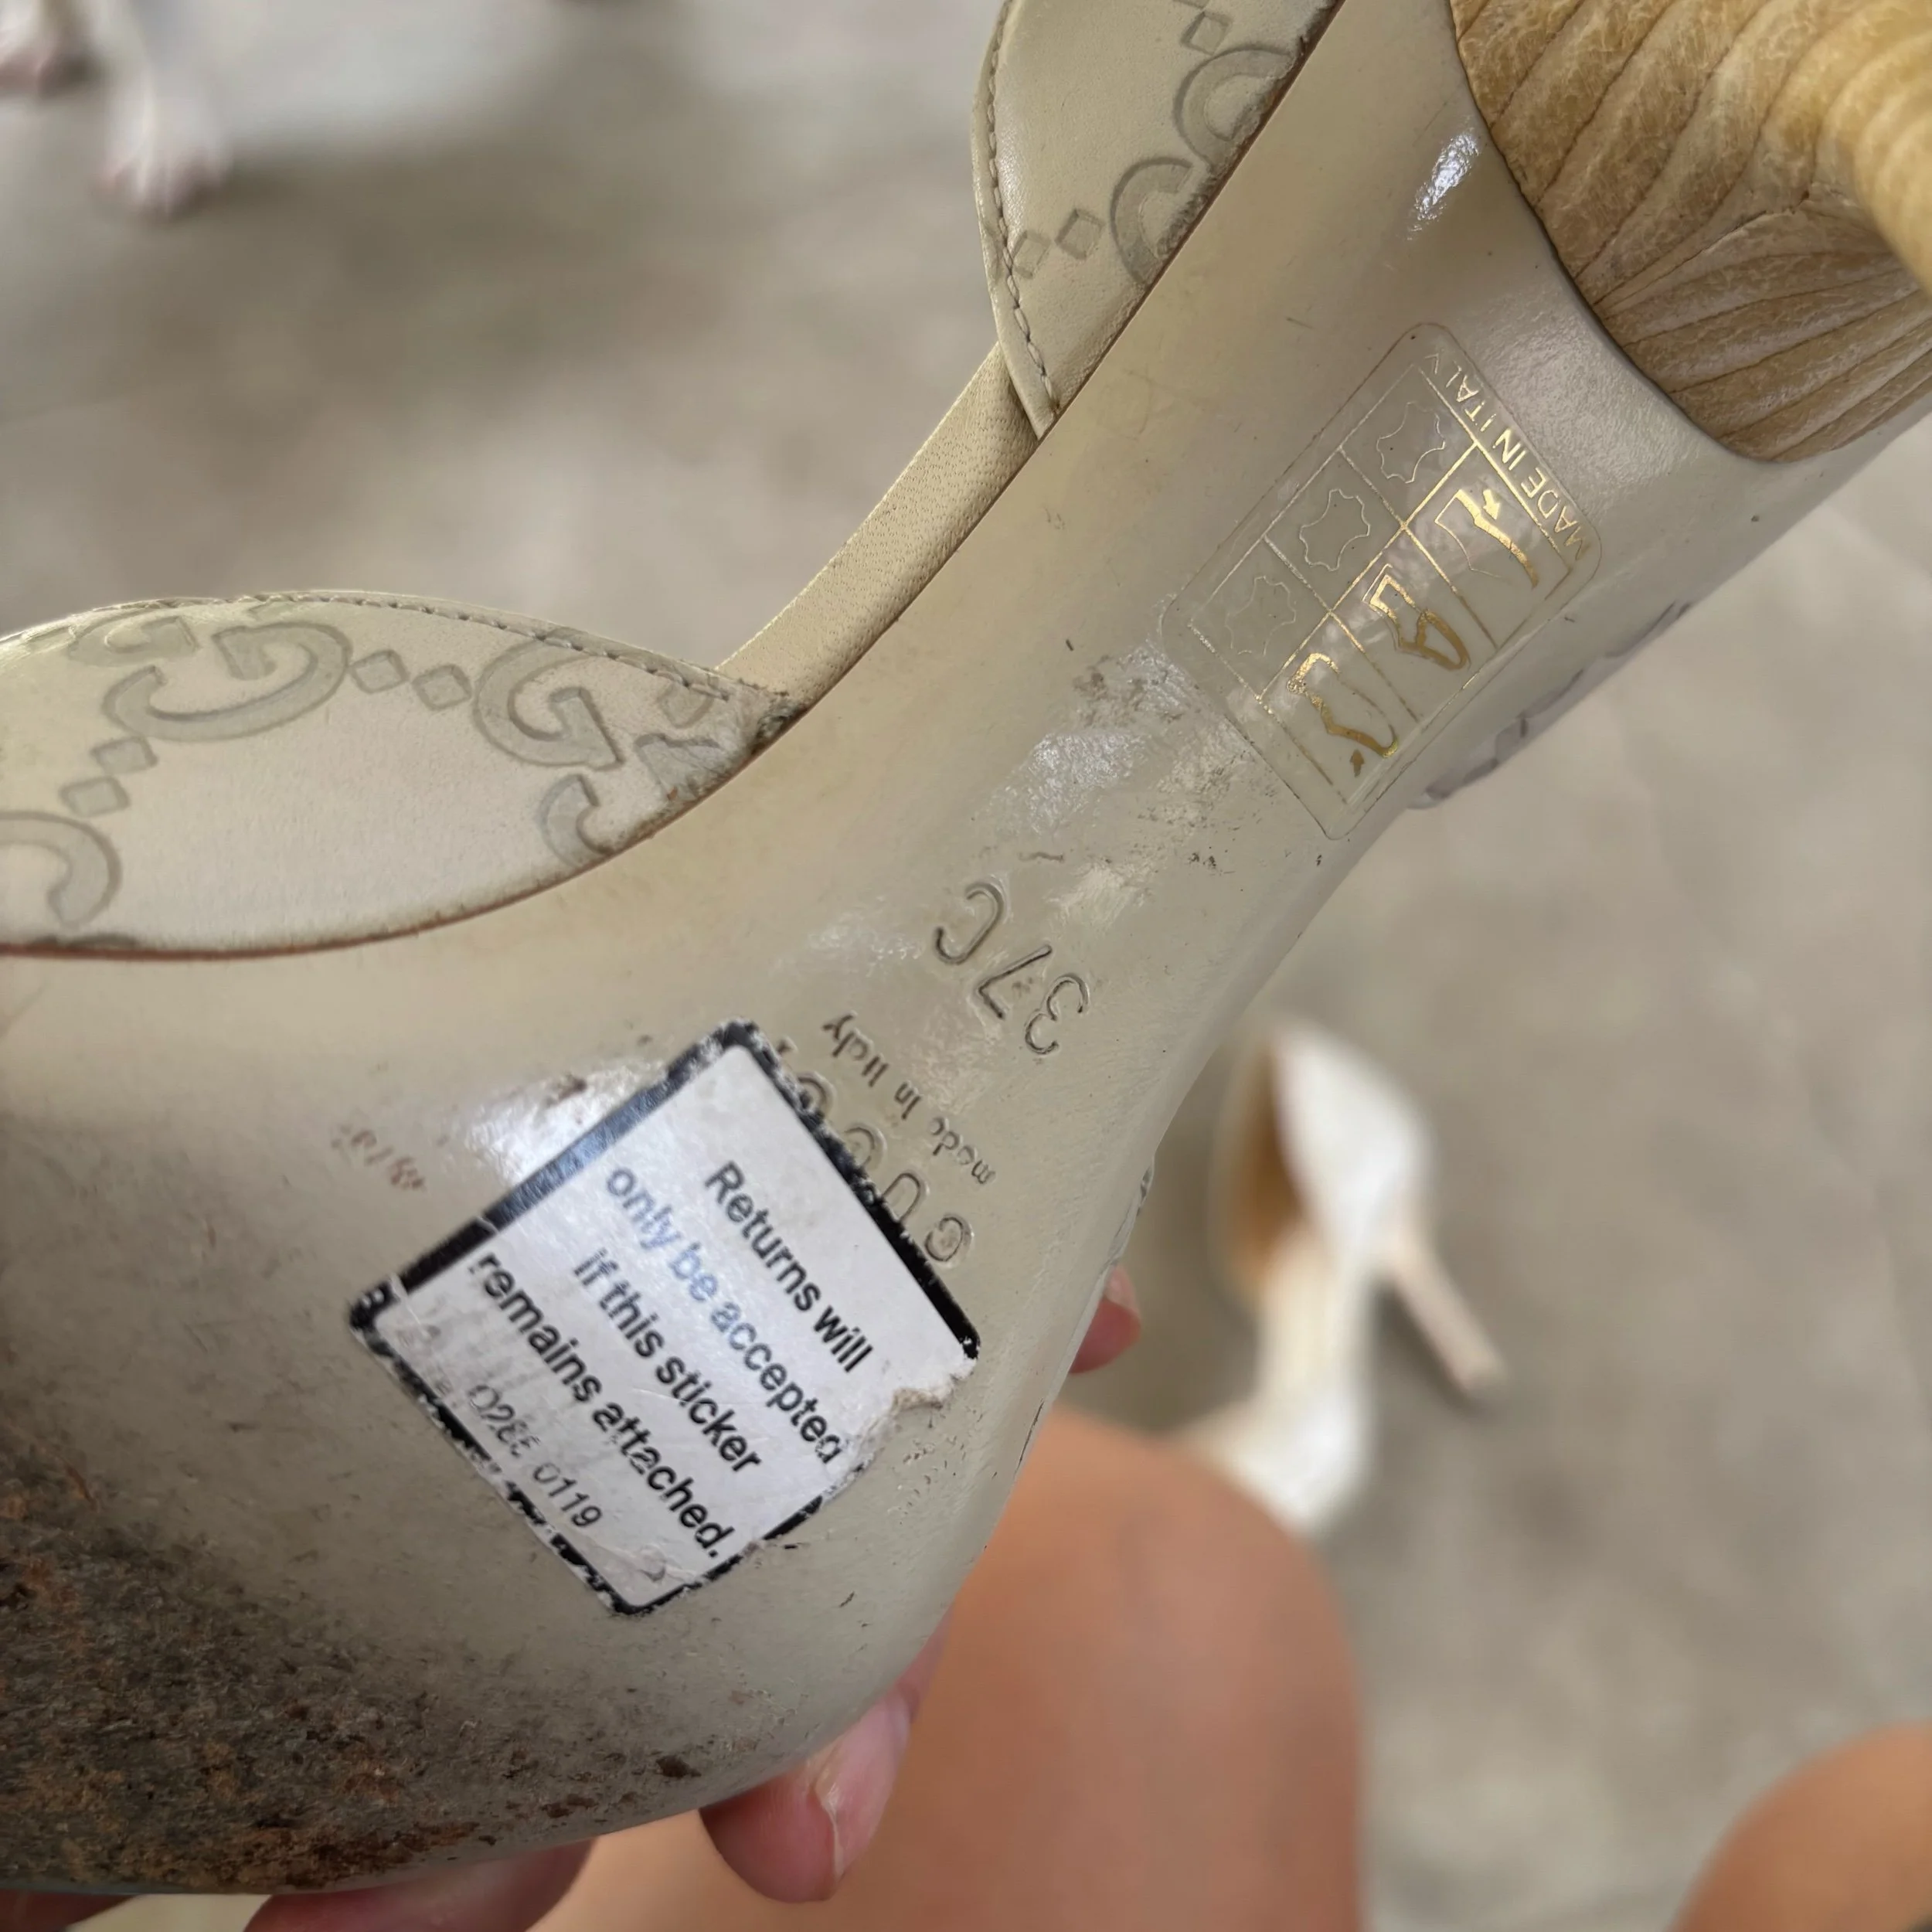 MADE IN ITALY
37C
made in Italy
GUCCI
Returns will
only be accepted
if this sticker
remains attached.
0119